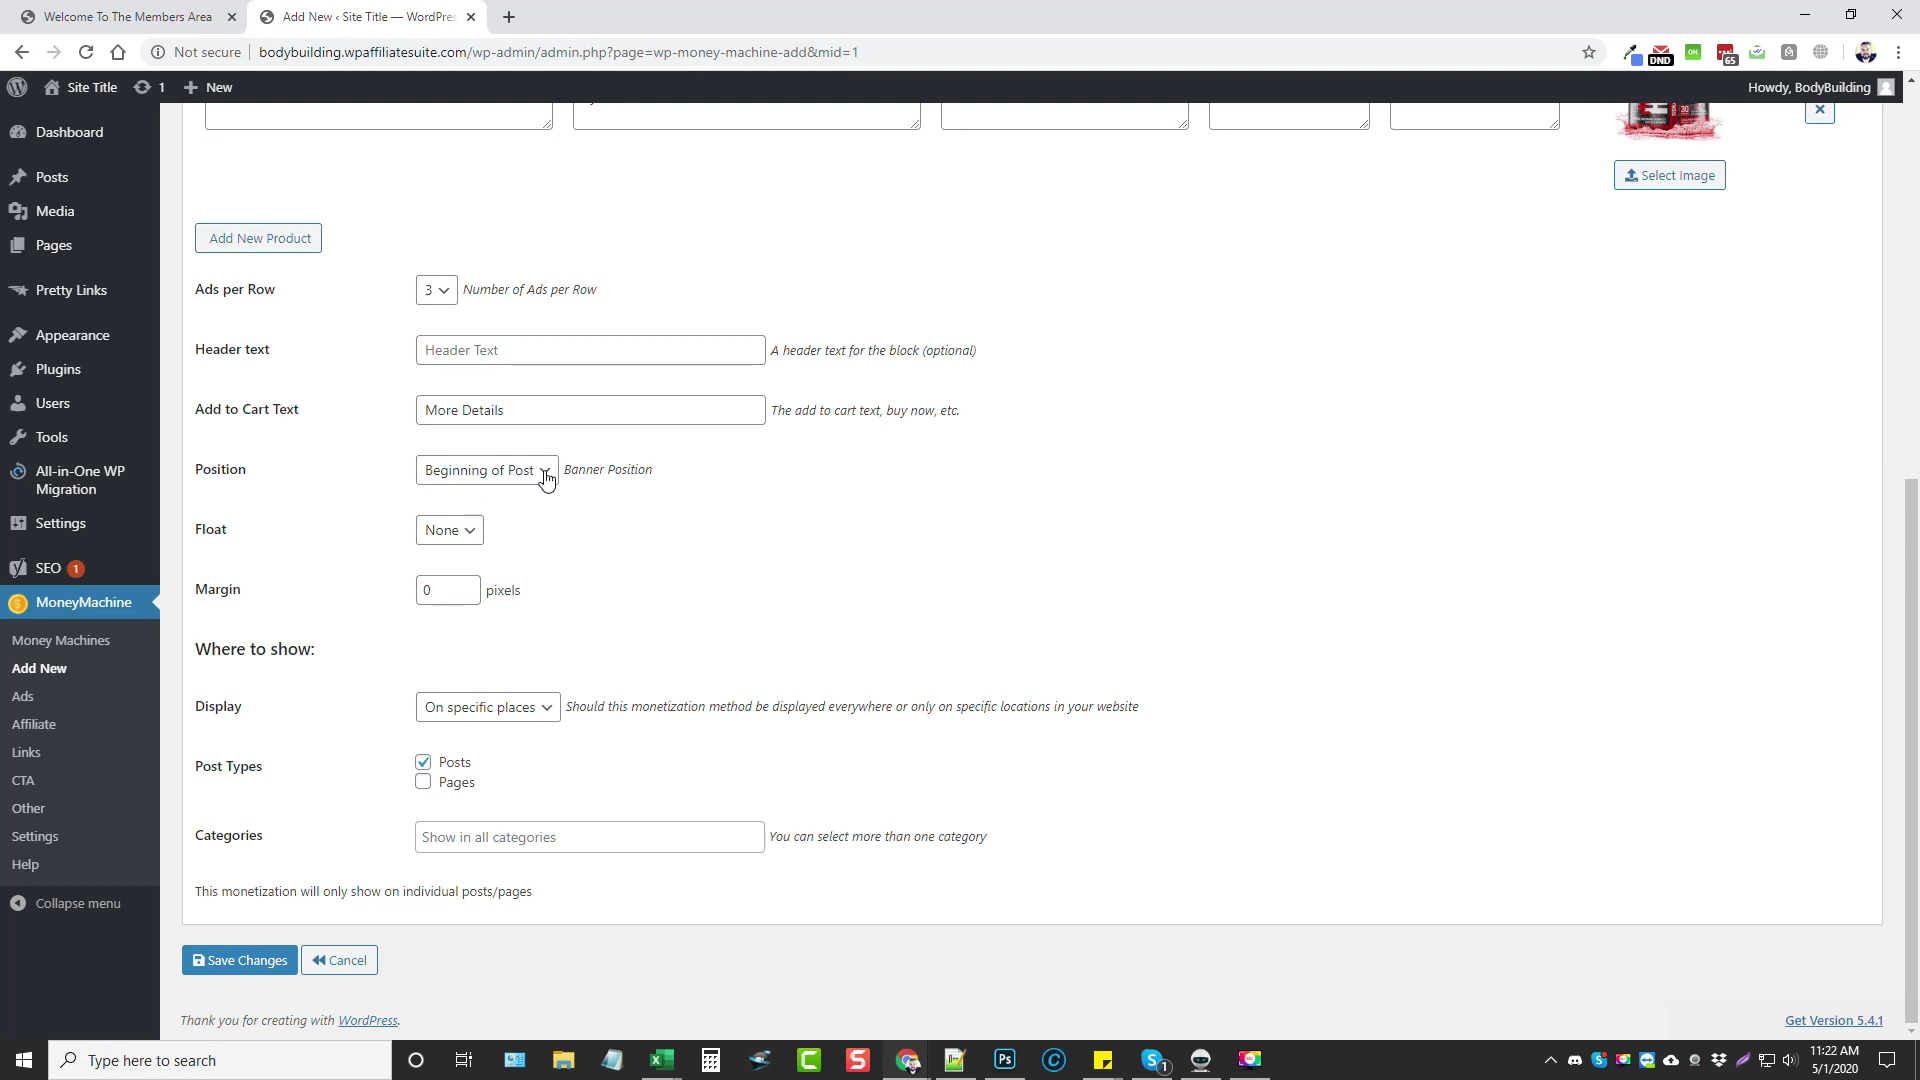 Welcome To The Members Area
Add New ‹ Site Title — WordPres
Not secure
bodybuilding.wpaffiliatesuite.com/wp-admin/admin.php?page=wp-money-machine-add&mid=1
DND
ON
65
Site Title
1
New
Howdy, BodyBuilding
Dashboard
Posts
Media
Pages
Pretty Links
Appearance
Plugins
Users
Tools
All-in-One WP
Migration
Settings
SEO 1
MoneyMachine
Money Machines
Add New
Ads
Affiliate
Links
CTA
Other
Settings
Help
Collapse menu
30
Select Image
Add New Product
Ads per Row
3
Number of Ads per Row
Header text
Header Text
A header text for the block (optional)
Add to Cart Text
More Details
The add to cart text, buy now, etc.
Position
Beginning of Post
Banner Position
Float
None
Margin
0
pixels
Where to show:
Display
On specific places
Should this monetization method be displayed everywhere or only on specific locations in your website
Post Types
Posts
Pages
Categories
Show in all categories
You can select more than one category
This monetization will only show on individual posts/pages
Save Changes
Cancel
Thank you for creating with WordPress.
Get Version 5.4.1
Type here to search
Ps
1
11:22 AM
5/1/2020